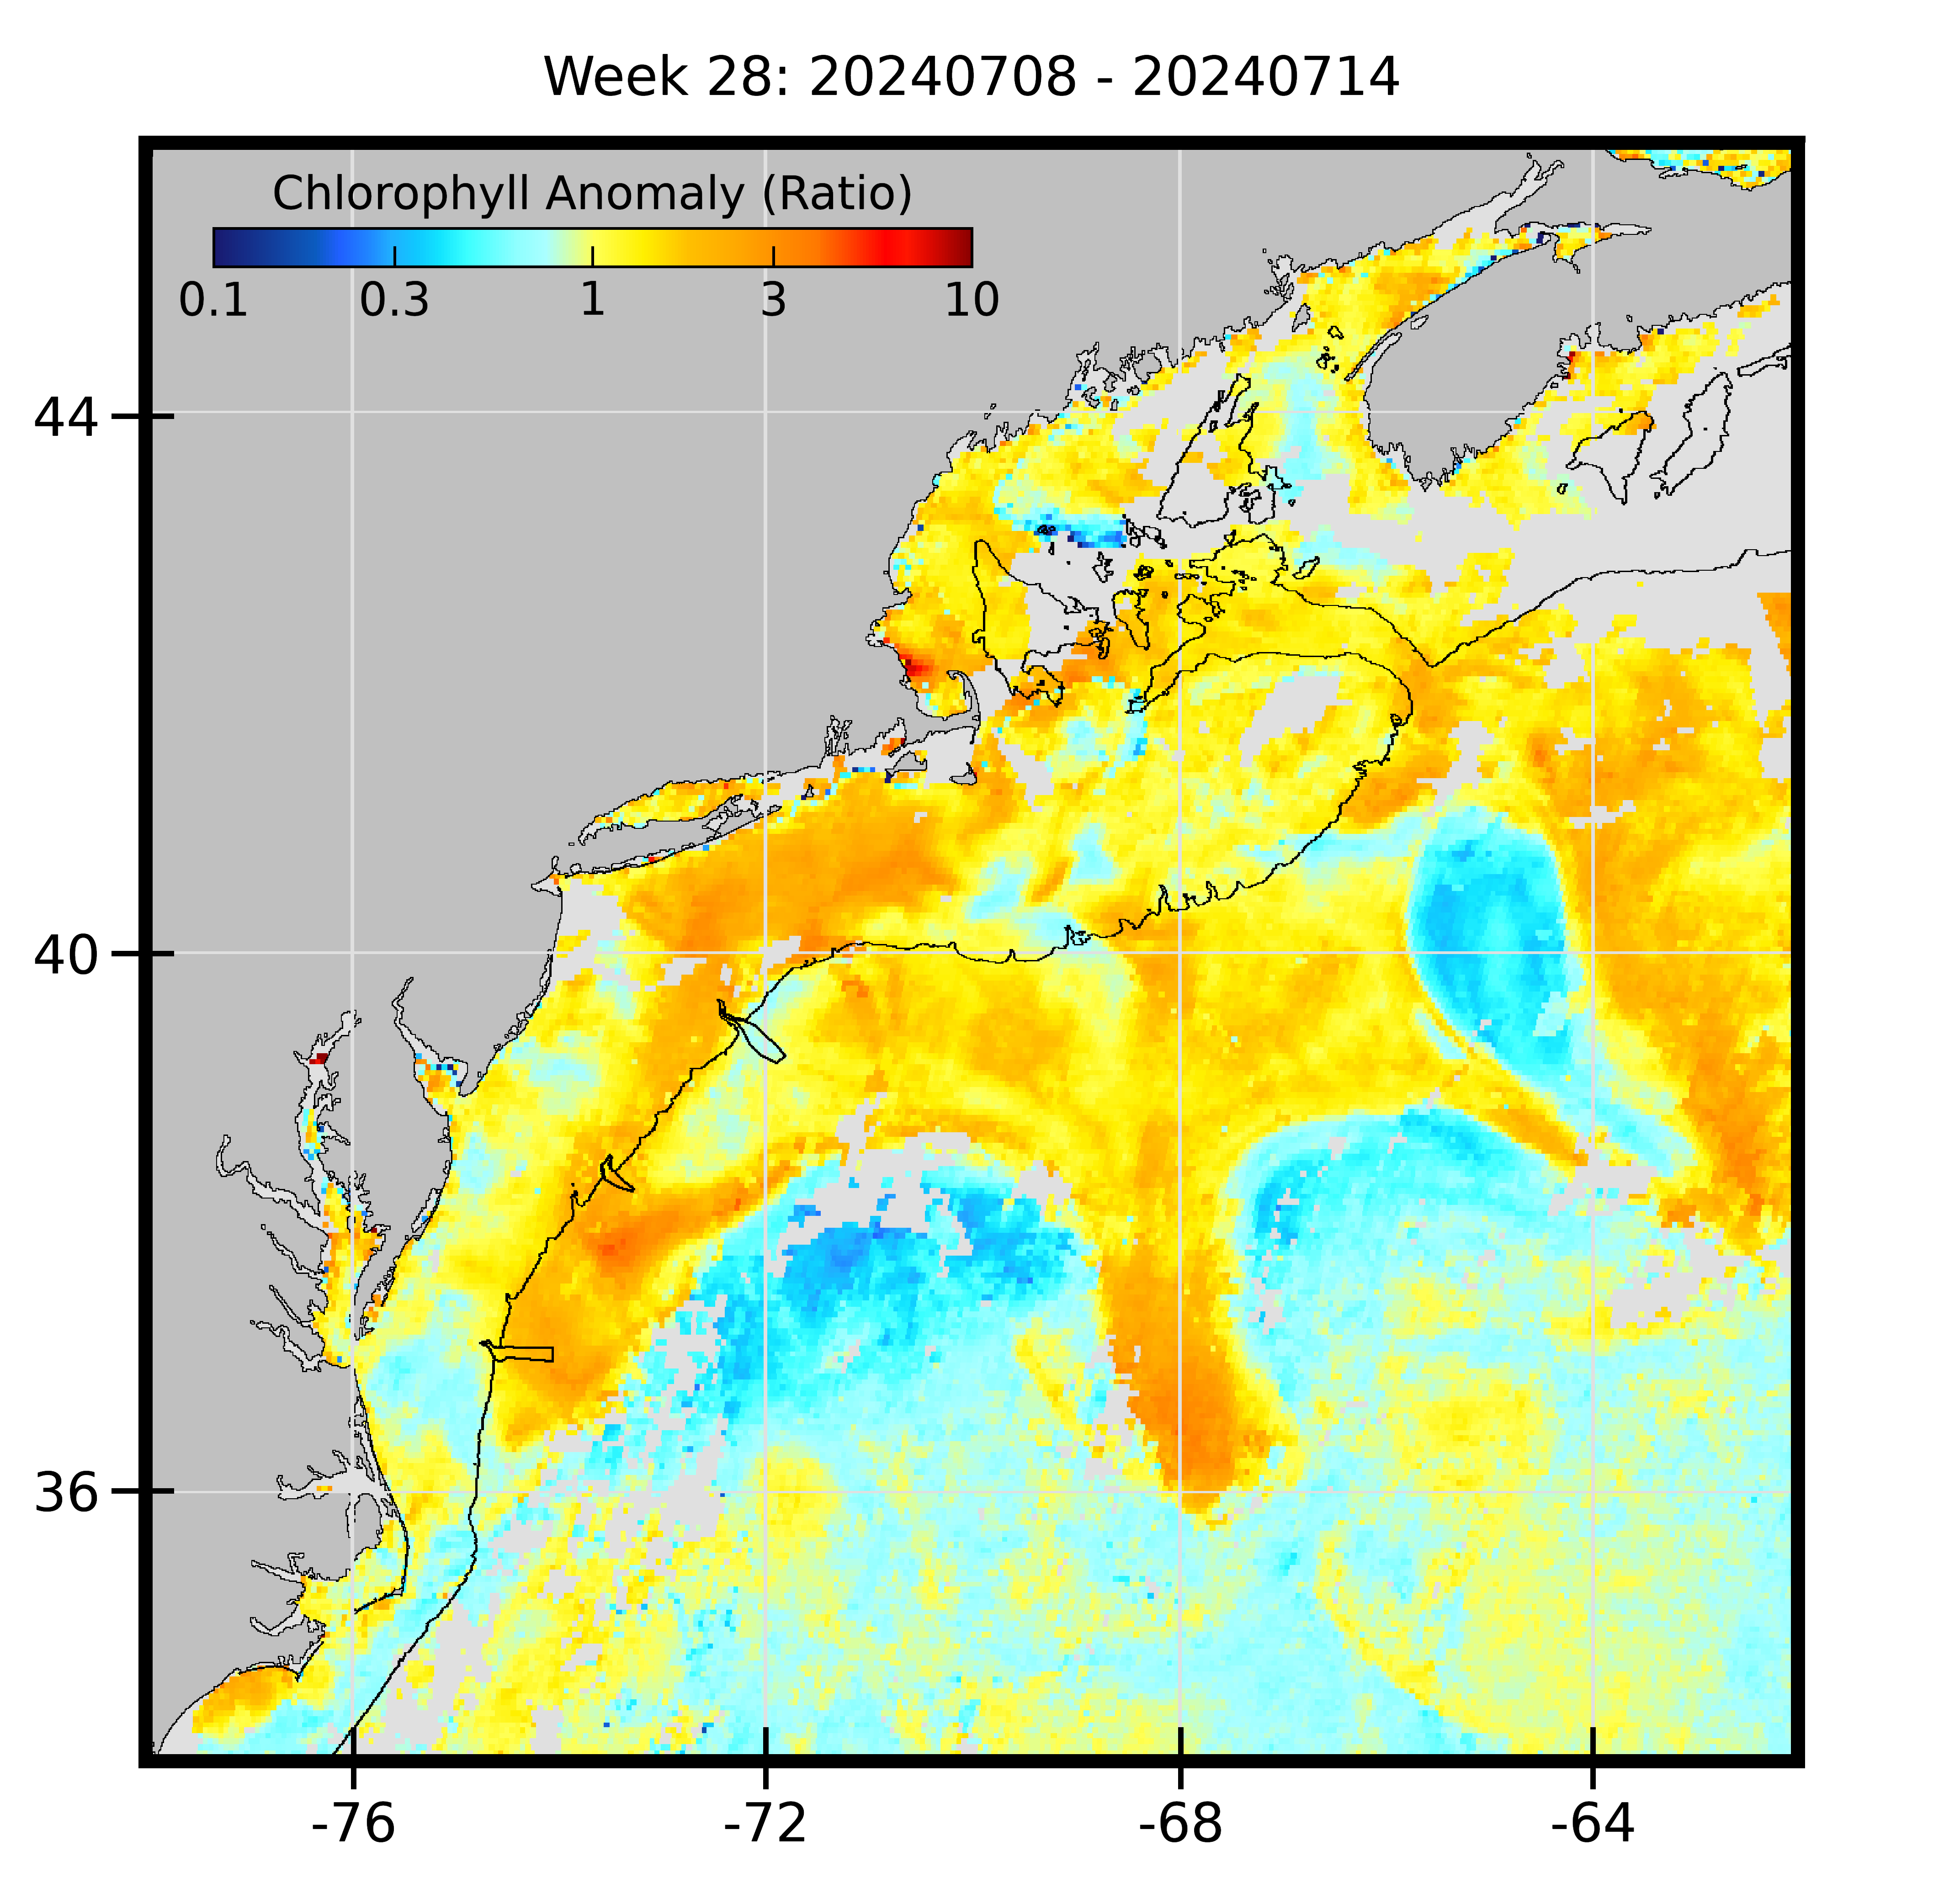 Week 28: 20240708 - 20240714
Chlorophyll Anomaly (Ratio)
0.1 0.3 1 3 10
44
40
36
-76 -72 -68 -64